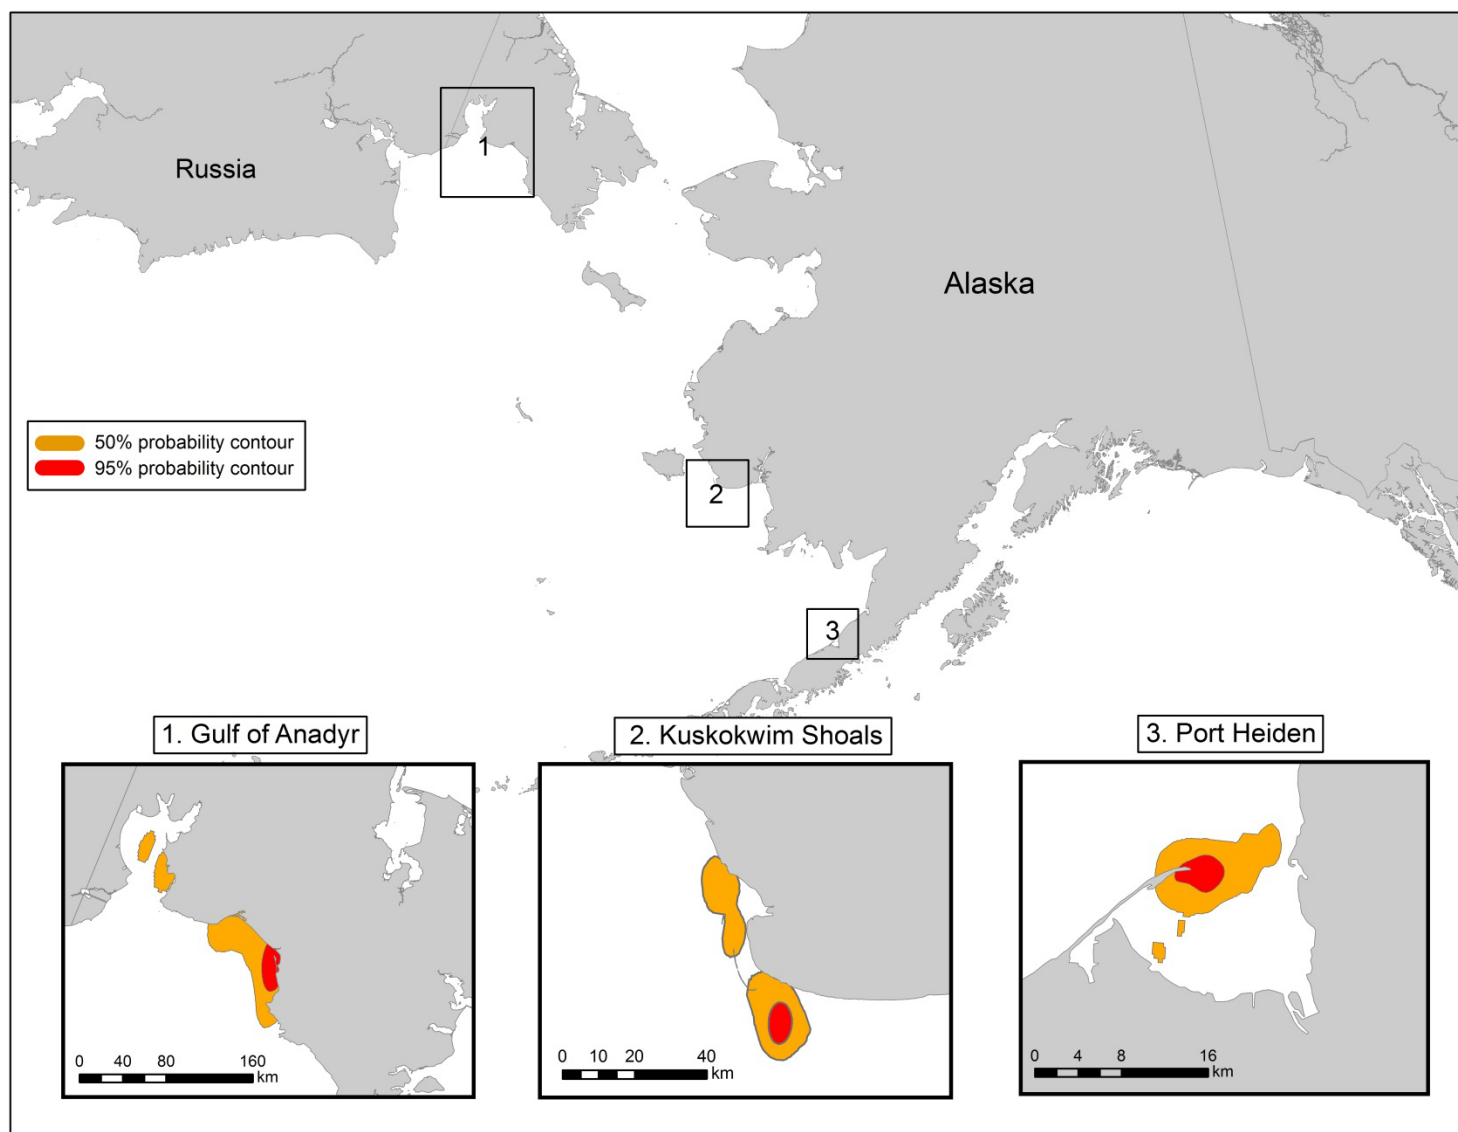 1
Russia
Alaska
50% probability contour
95% probability contour
2
3
1. Gulf of Anadyr
2. Kuskokwim Shoals
3. Port Heiden
0 40 80 160
km
0 10 20 40
km
0 4 8 16
km